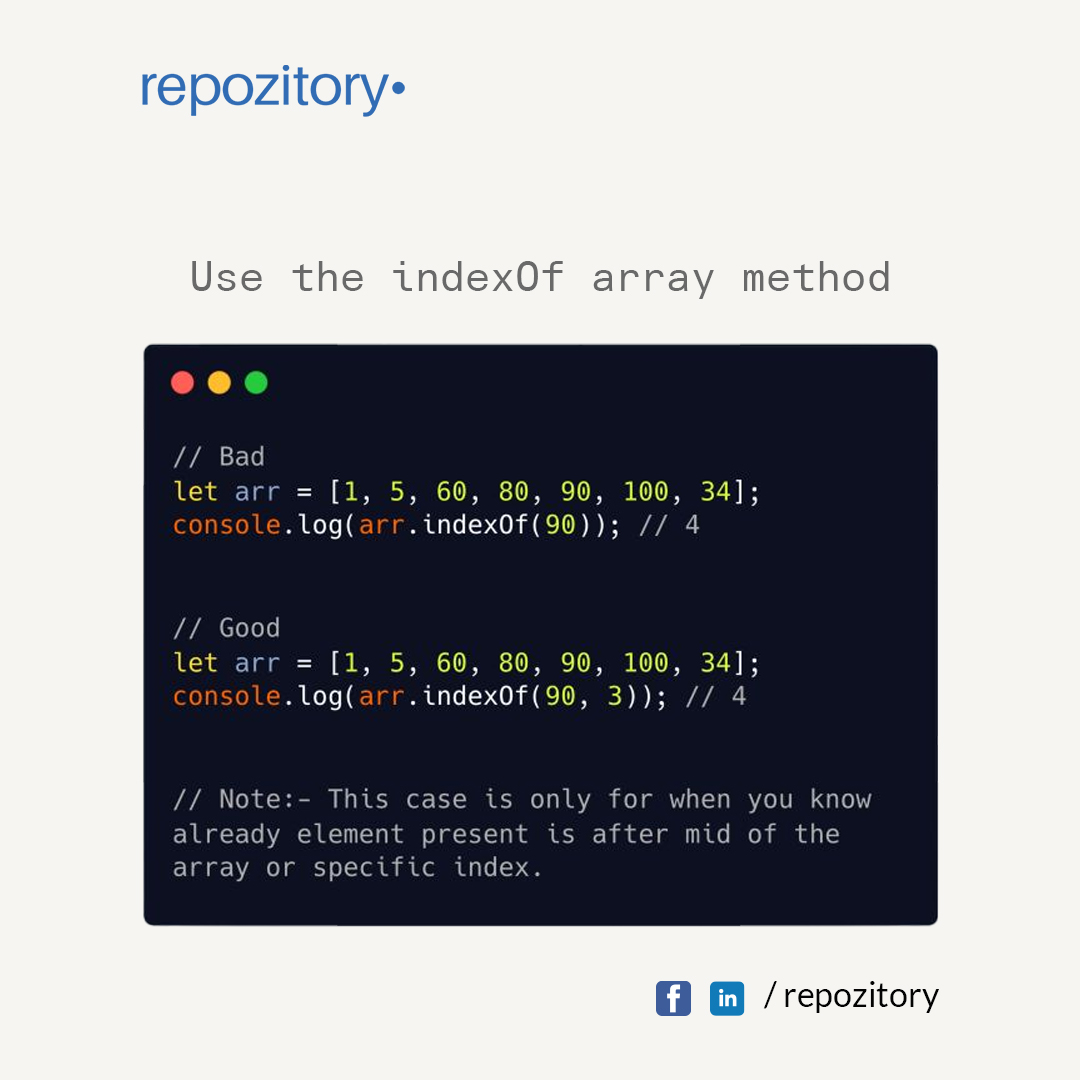 repozitory•
Use the indexOf array method
// Bad
let arr = [1, 5, 60, 80, 90, 100, 34];
console.log(arr.indexOf(90)); // 4
// Good
let arr = [1, 5, 60, 80, 90, 100, 34];
console.log(arr.indexOf(90, 3)); // 4
// Note:- This case is only for when you know
already element present is after mid of the
array or specific index.
f in / repozitory